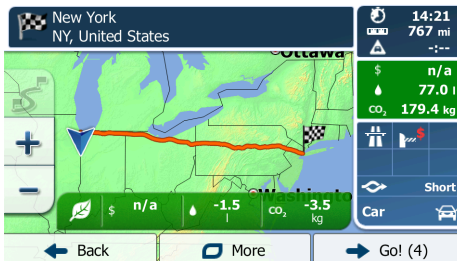 New York
NY, United States
14:21
767 mi
-:--
$ n/a
77.0 l
CO₂ 179.4 kg
Ottawa
$
+
−
Washington
$ n/a
-1.5
l
CO₂
-3.5
kg
Short
Car
Back
More
Go! (4)